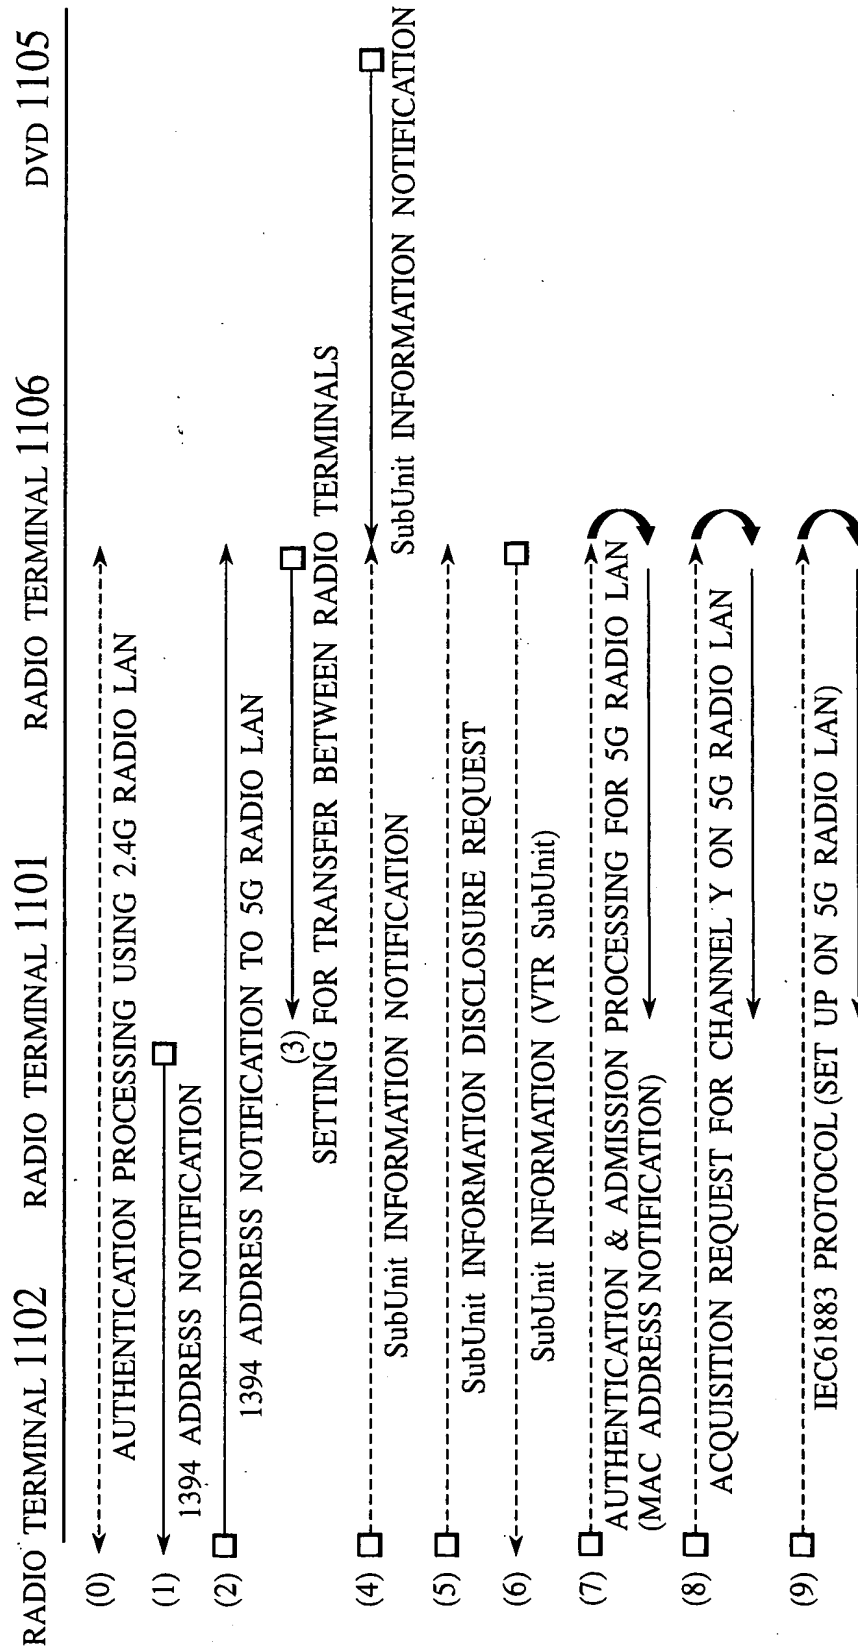 RADIO TERMINAL 1102 RADIO TERMINAL 1101 RADIO TERMINAL 1106 DVD 1105
(0)
AUTHENTICATION PROCESSING USING 2.4G RADIO LAN
(1)
1394 ADDRESS NOTIFICATION
(2)
1394 ADDRESS NOTIFICATION TO 5G RADIO LAN
(3)
SETTING FOR TRANSFER BETWEEN RADIO TERMINALS
(4)
SubUnit INFORMATION NOTIFICATION SubUnit INFORMATION NOTIFICATION
(5)
SubUnit INFORMATION DISCLOSURE REQUEST
(6)
SubUnit INFORMATION (VTR SubUnit)
(7)
AUTHENTICATION & ADMISSION PROCESSING FOR 5G RADIO LAN
(MAC ADDRESS NOTIFICATION)
(8)
ACQUISITION REQUEST FOR CHANNEL Y ON 5G RADIO LAN
(9)
IEC61883 PROTOCOL (SET UP ON 5G RADIO LAN)